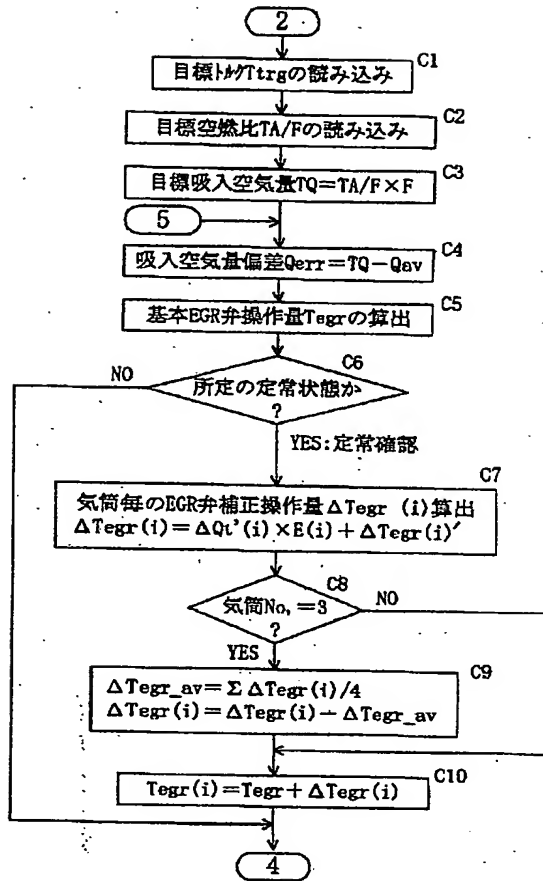 2
C1
目標トルクTtrgの読み込み
C2
目標空燃比TA/Fの読み込み
C3
目標吸入空気量TQ=TA/F×F
5
C4
吸入空気量偏差Qerr=TQ-Qav
C5
基本EGR弁操作量Tegrの算出
C6
NO
所定の定常状態か
?
YES:定常確認
C7
気筒毎のEGR弁補正操作量ΔTegr (i)算出
ΔTegr(i)=ΔQι'(i)×E(i)+ΔTegr(i)'
C8
気筒No,=3
NO
?
YES
C9
ΔTegr_av=ΣΔTegr(i)/4
ΔTegr(i)=ΔTegr(i)-ΔTegr_av
C10
Tegr(i)=Tegr+ΔTegr(i)
4